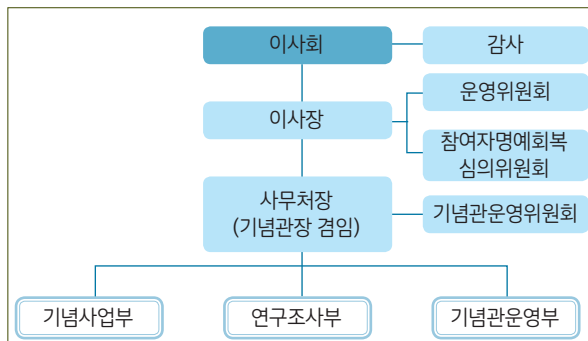 이사회
감사
운영위원회
이사장
참여자명예회복
심의위원회
사무처장
(기념관장 겸임)
기념관운영위원회
기념사업부
연구조사부
기념관운영부